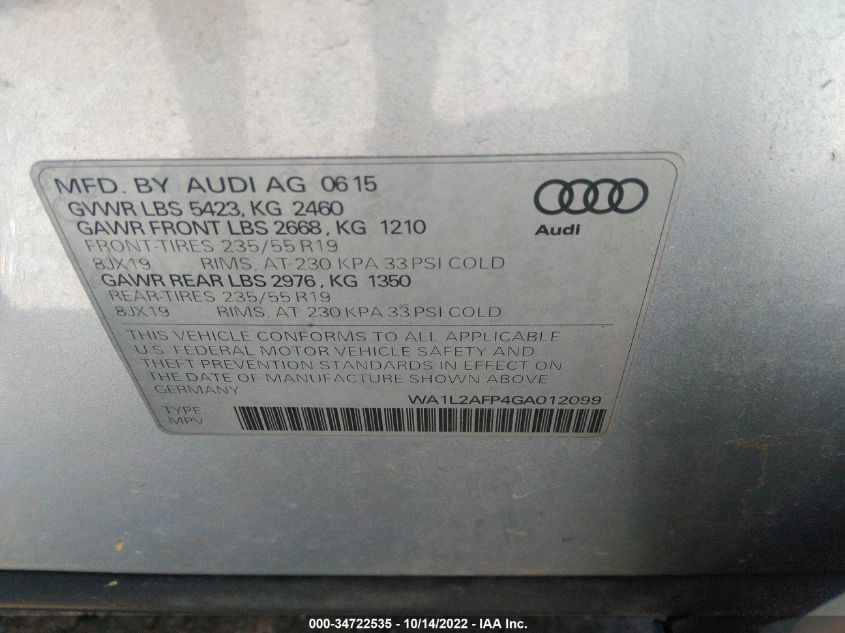 MFD. BY AUDI AG 06 15
GVWR LBS 5423, KG 2460
GAWR FRONT LBS 2668, KG 1210
FRONT-TIRES 235/55 R19
8JX19 RIMS, AT 230 KPA 33 PSI COLD
GAWR REAR LBS 2976, KG 1350
REAR-TIRES 235/55 R19
8JX19 RIMS, AT 230 KPA 33 PSI COLD
Audi
THIS VEHICLE CONFORMS TO ALL APPLICABLE
U.S. FEDERAL MOTOR VEHICLE SAFETY AND
THEFT PREVENTION STANDARDS IN EFFECT ON
THE DATE OF MANUFACTURE SHOWN ABOVE
GERMANY WA1L2AFP4GA012099
TYPE
MPV
000-34722535 - 10/14/2022 - IAA Inc.